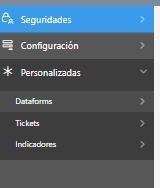 Seguridades
Configuración
Personalizadas
Dataforms
Tickets
Indicadores